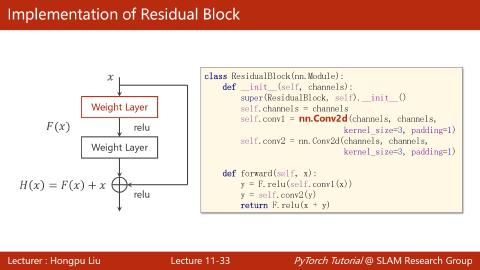 Implementation of Residual Block
x
Weight Layer
F(x)
relu
Weight Layer
H(x) = F(x) + x
relu
class ResidualBlock(nn.Module):
    def __init__(self, channels):
        super(ResidualBlock, self).__init__()
        self.channels = channels
        self.conv1 = nn.Conv2d(channels, channels,
                               kernel_size=3, padding=1)
        self.conv2 = nn.Conv2d(channels, channels,
                               kernel_size=3, padding=1)
    def forward(self, x):
        y = F.relu(self.conv1(x))
        y = self.conv2(y)
        return F.relu(x + y)
Lecturer : Hongpu Liu
Lecture 11-33
PyTorch Tutorial @ SLAM Research Group